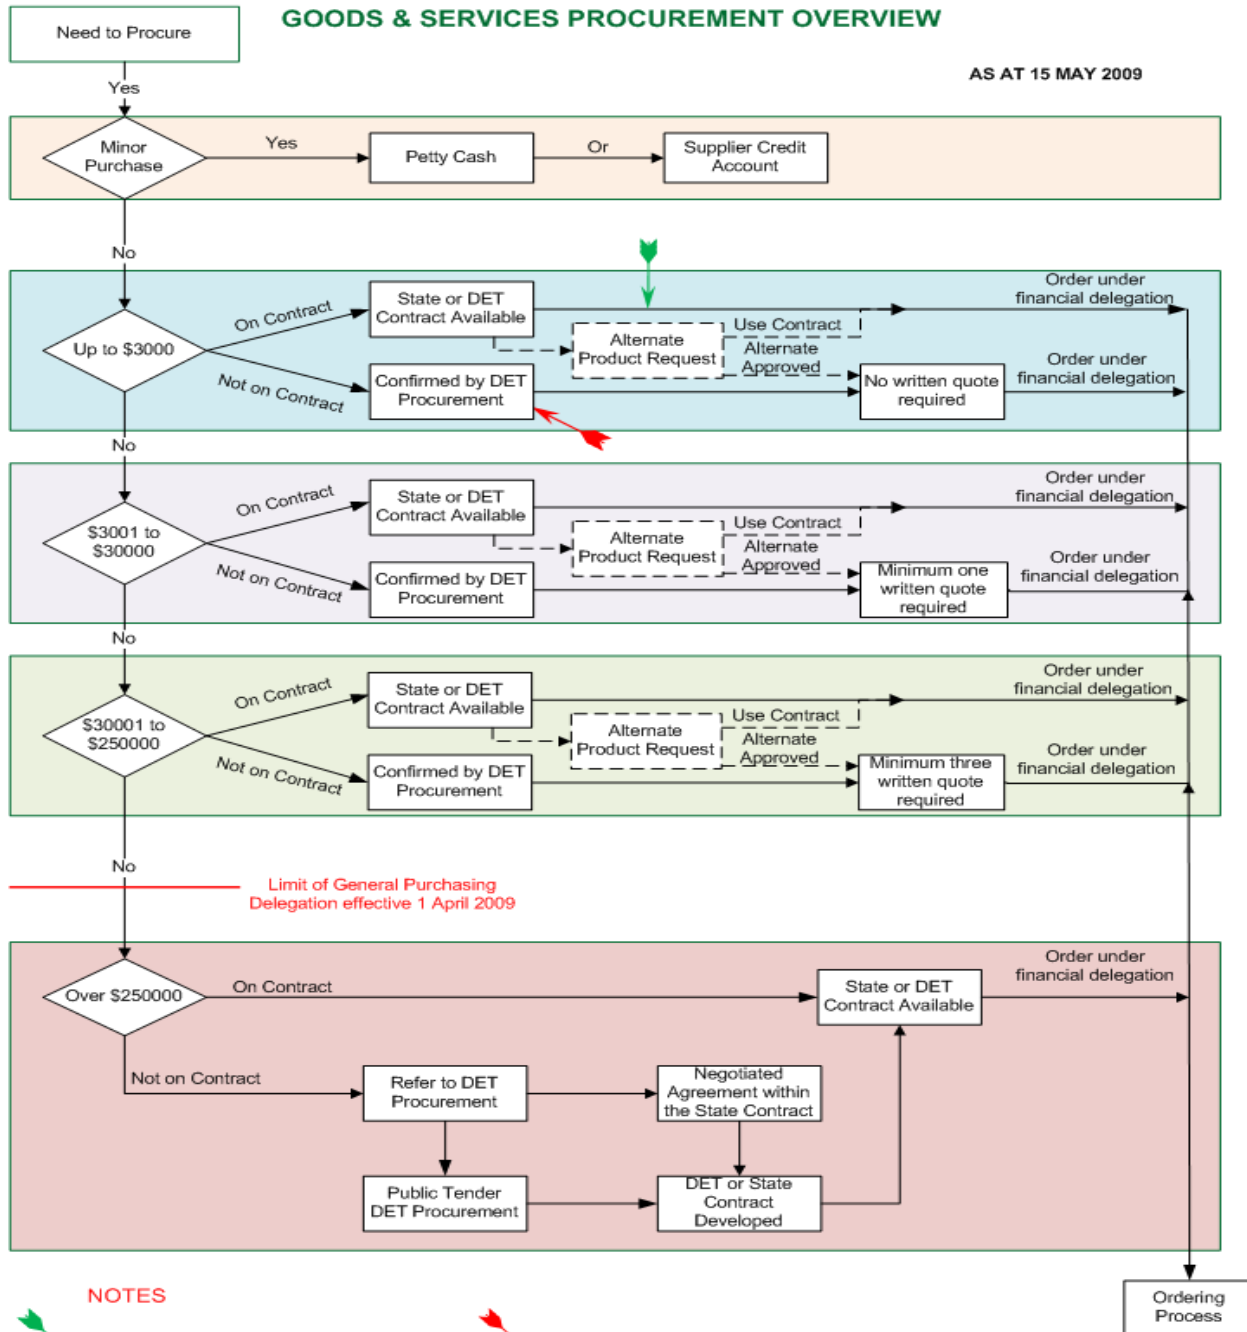 GOODS & SERVICES PROCUREMENT OVERVIEW
Need to Procure
AS AT 15 MAY 2009
Yes
Minor
Purchase
Yes
Petty Cash
Or
Supplier Credit
Account
No
Up to $3000
On Contract
Not on Contract
State or DET
Contract Available
Confirmed by DET
Procurement
Alternate
Product Request
Use Contract
Alternate
Approved
No written quote
required
Order under
financial delegation
Order under
financial delegation
No
$3001 to
$30000
On Contract
Not on Contract
State or DET
Contract Available
Confirmed by DET
Procurement
Alternate
Product Request
Use Contract
Alternate
Approved
Minimum one
written quote
required
Order under
financial delegation
Order under
financial delegation
No
$30001 to
$250000
On Contract
Not on Contract
State or DET
Contract Available
Confirmed by DET
Procurement
Alternate
Product Request
Use Contract
Alternate
Approved
Minimum three
written quote
required
Order under
financial delegation
Order under
financial delegation
No
Limit of General Purchasing
Delegation effective 1 April 2009
Over $250000
On Contract
State or DET
Contract Available
Order under
financial delegation
Not on Contract
Refer to DET
Procurement
Negotiated
Agreement within
the State Contract
Public Tender
DET Procurement
DET or State
Contract
Developed
NOTES
Ordering
Process